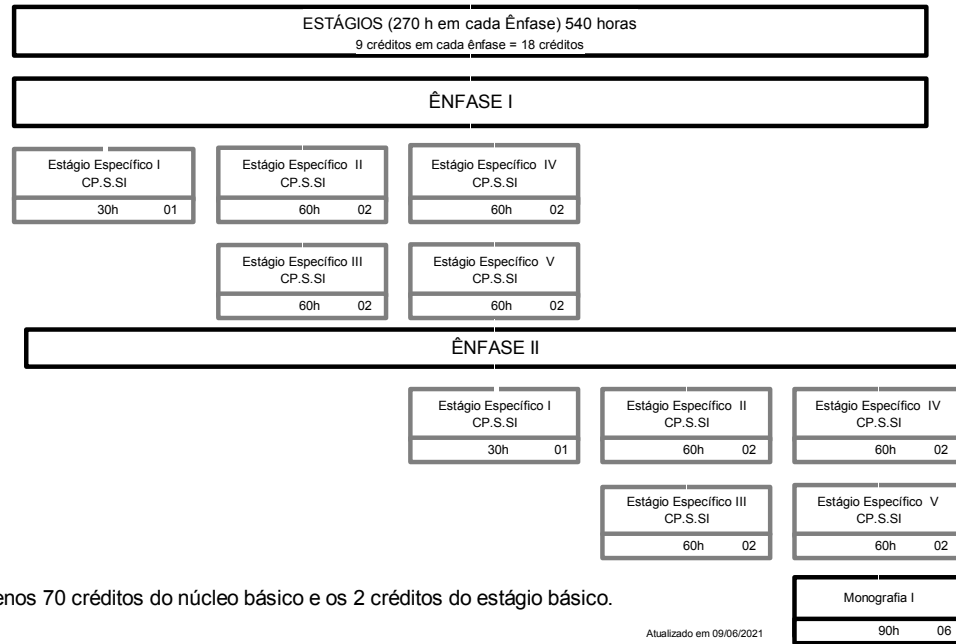 ESTÁGIOS (270 h em cada Ênfase) 540 horas
9 créditos em cada ênfase = 18 créditos
ÊNFASE I
Estágio Específico I
CP.S.SI
30h 01
Estágio Específico II
CP.S.SI
60h 02
Estágio Específico IV
CP.S.SI
60h 02
Estágio Específico III
CP.S.SI
60h 02
Estágio Específico V
CP.S.SI
60h 02
ÊNFASE II
Estágio Específico I
CP.S.SI
30h 01
Estágio Específico II
CP.S.SI
60h 02
Estágio Específico IV
CP.S.SI
60h 02
Estágio Específico III
CP.S.SI
60h 02
Estágio Específico V
CP.S.SI
60h 02
enos 70 créditos do núcleo básico e os 2 créditos do estágio básico.
Monografia I
90h 06
Atualizado em 09/06/2021